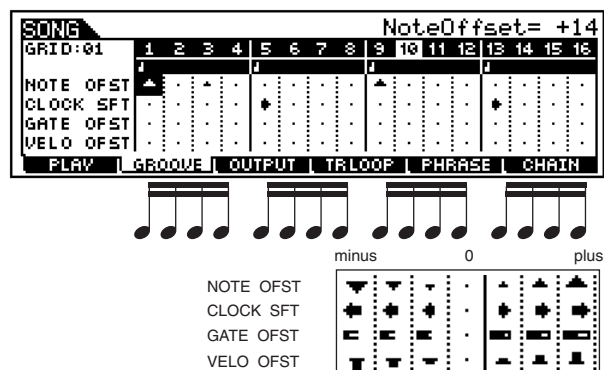 SONG NoteOffset= +14
GRID:01 1 2 3 4 5 6 7 8 9 10 11 12 13 14 15 16
NOTE OFST
CLOCK SFT
GATE OFST
VELO OFST
PLAY GROOVE OUTPUT TRLOOP PHRASE CHAIN
minus 0 plus
NOTE OFST
CLOCK SFT
GATE OFST
VELO OFST